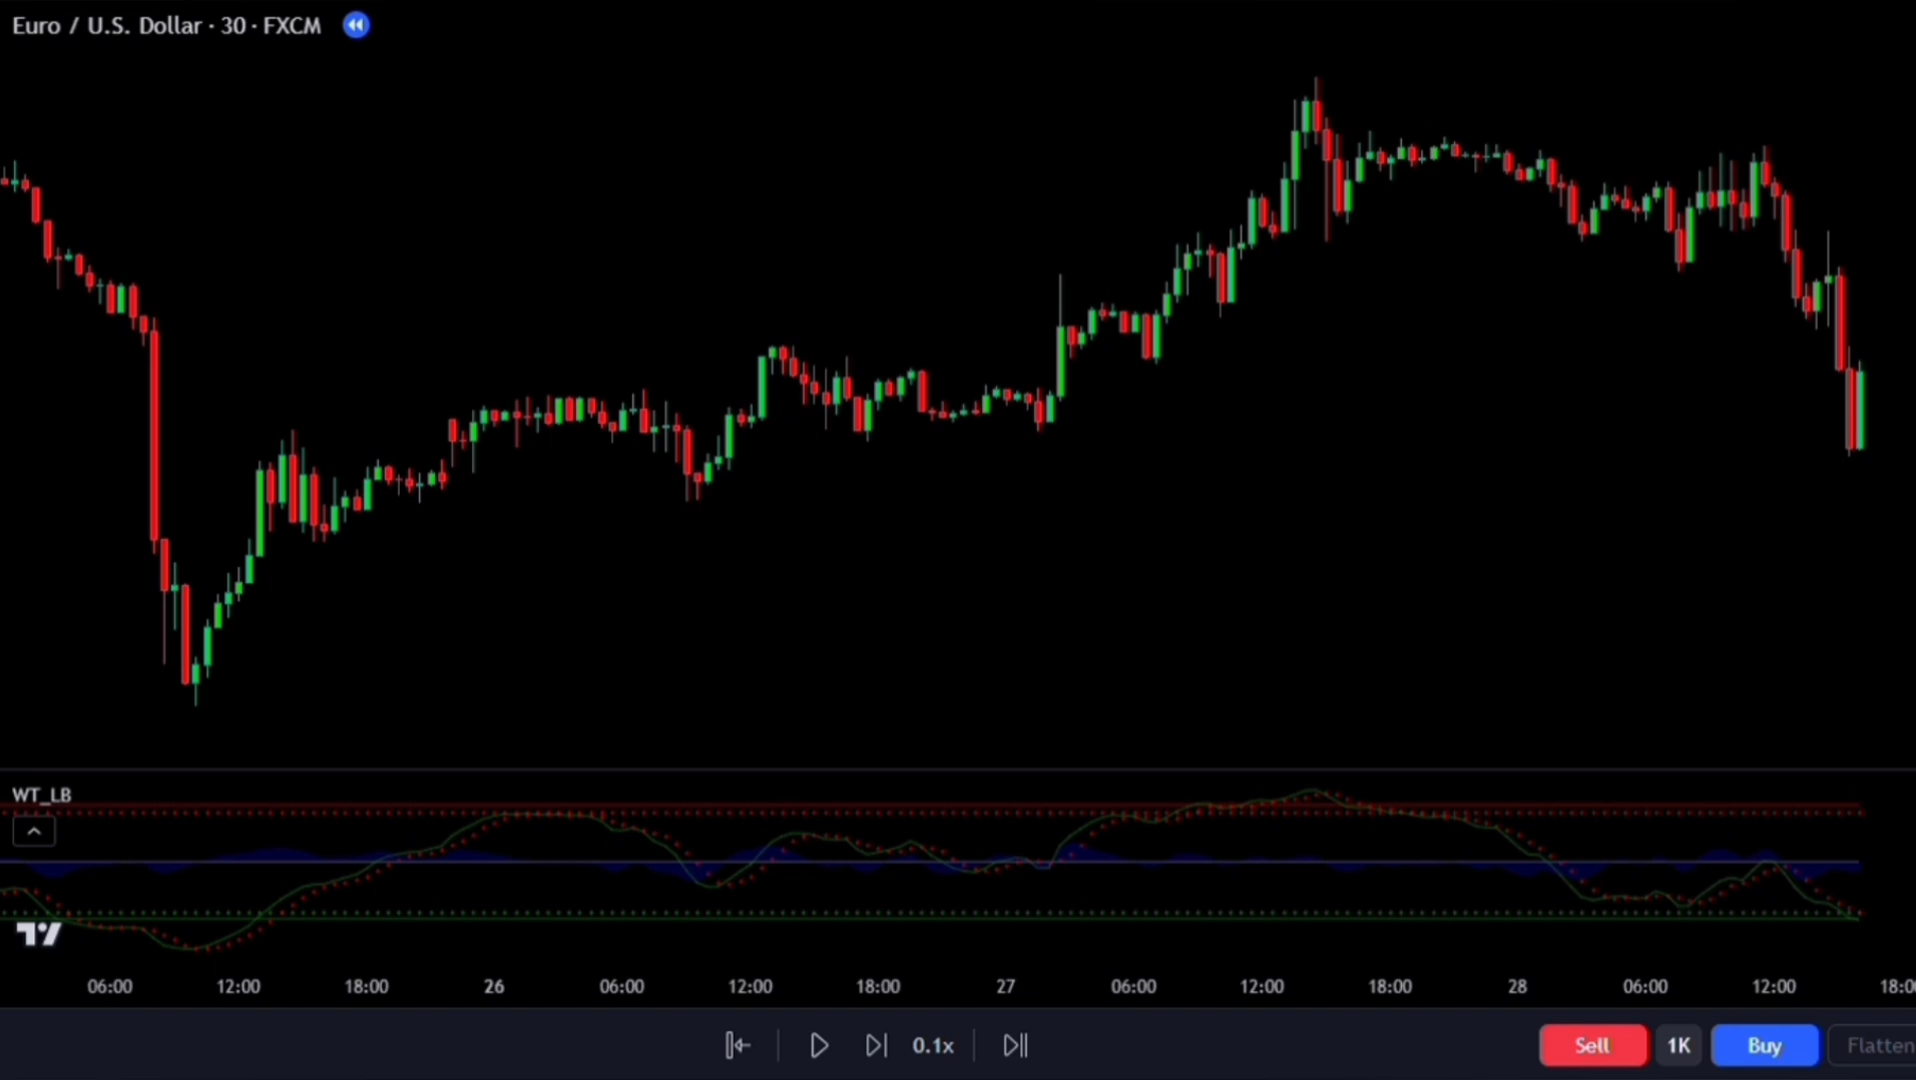 Euro / U.S. Dollar · 30 · FXCM
WT_LB
06:00 12:00 18:00 26 06:00 12:00 18:00 27 06:00 12:00 18:00 28 06:00 12:00 18:00
0.1x
Sell 1K Buy Flatten